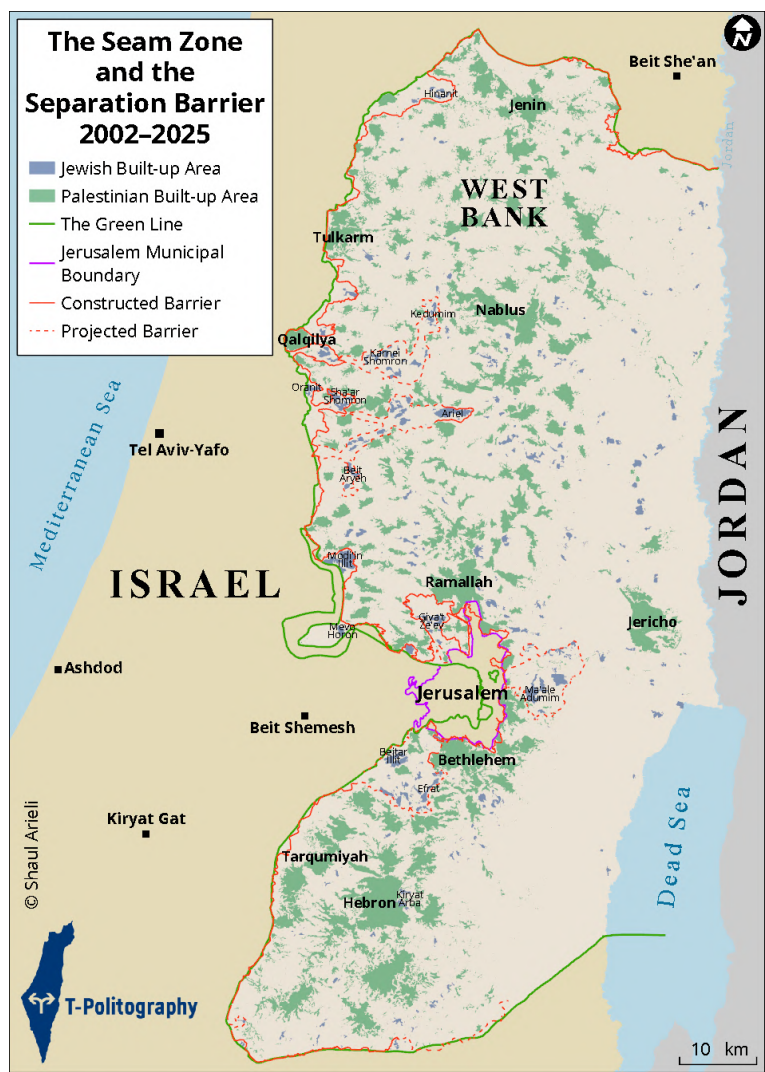 The Seam Zone
and the
Separation Barrier
2002–2025
Jewish Built-up Area
Palestinian Built-up Area
The Green Line
Jerusalem Municipal
Boundary
Constructed Barrier
Projected Barrier
N
Beit She'an
Hinanit
Jenin
Jordan
WEST
BANK
Tulkarm
Kedumim
Nablus
Qalqilya
Karnei
Shomron
Oranit
Sha'ar
Shomron
Ariel
Mediterranean Sea
Tel Aviv-Yafo
Beit
Aryeh
JORDAN
Modi'in
Illit
ISRAEL
Ramallah
Giva't
Ze'ev
Jericho
Mevo
Horon
Ashdod
Jerusalem
Ma'ale
Adumim
Beit Shemesh
Beitar
Illit
Bethlehem
Efrat
Kiryat Gat
Dead Sea
Tarqumiyah
Hebron
Kiryat
Arba
© Shaul Arieli
T-Politography
10 km